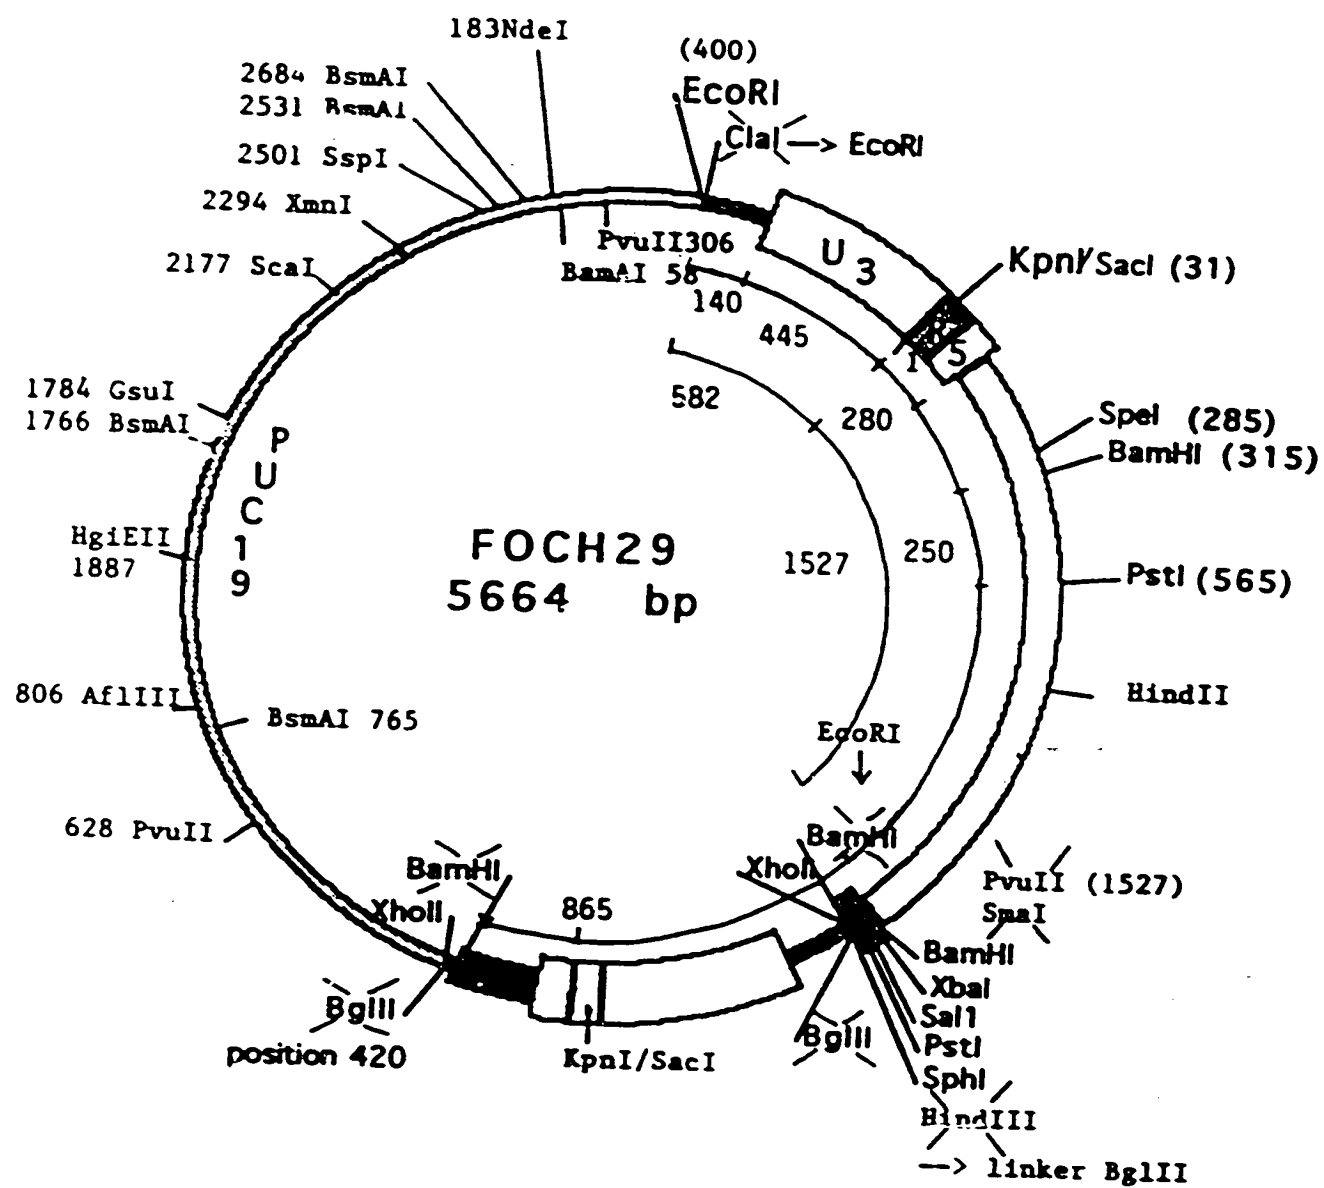 183NdeI
(400)
EcoRI
ClaI --> EcoRI
2684 BsmAI
2531 BsmAI
2501 SspI
2294 XmnI
2177 ScaI
PvuII306
BamAI 58
U 3
KpnI/SacI (31)
140
445
5
582
280
1784 GsuI
1766 BsmAI
SpeI (285)
BamHI (315)
PUC19
HgiEII
1887
FOCH29
5664 bp
1527
250
PstI (565)
806 AflIII
BsmAI 765
HindII
EcoRI
628 PvuII
BamHI
XhoII
BamHI
XhoII
865
PvuII (1527)
SmaI
BamHI
XbaI
Sal1
PstI
SphI
BglII
position 420
KpnI/SacI
BglII
HindIII
--> linker BglII